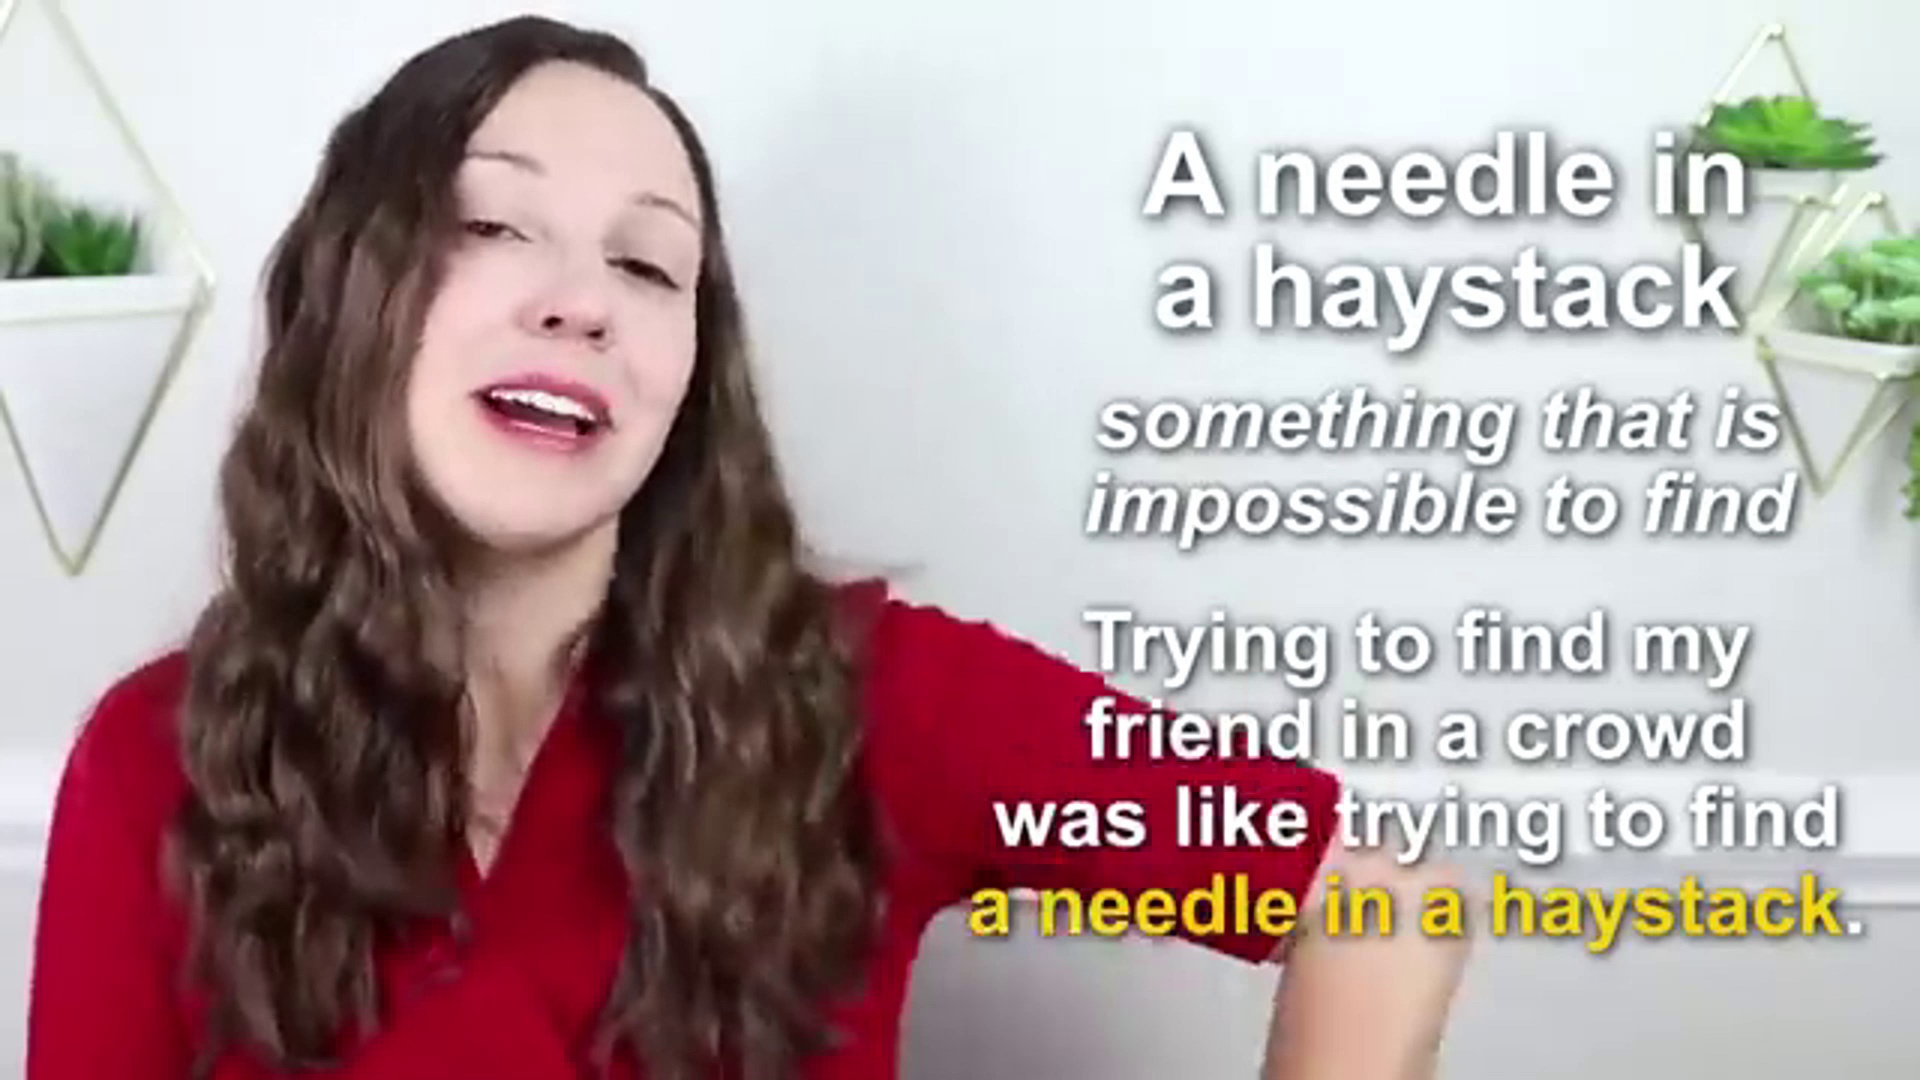 A needle in
a haystack
something that is
impossible to find
Trying to find my
friend in a crowd
was like trying to find
a needle in a haystack.